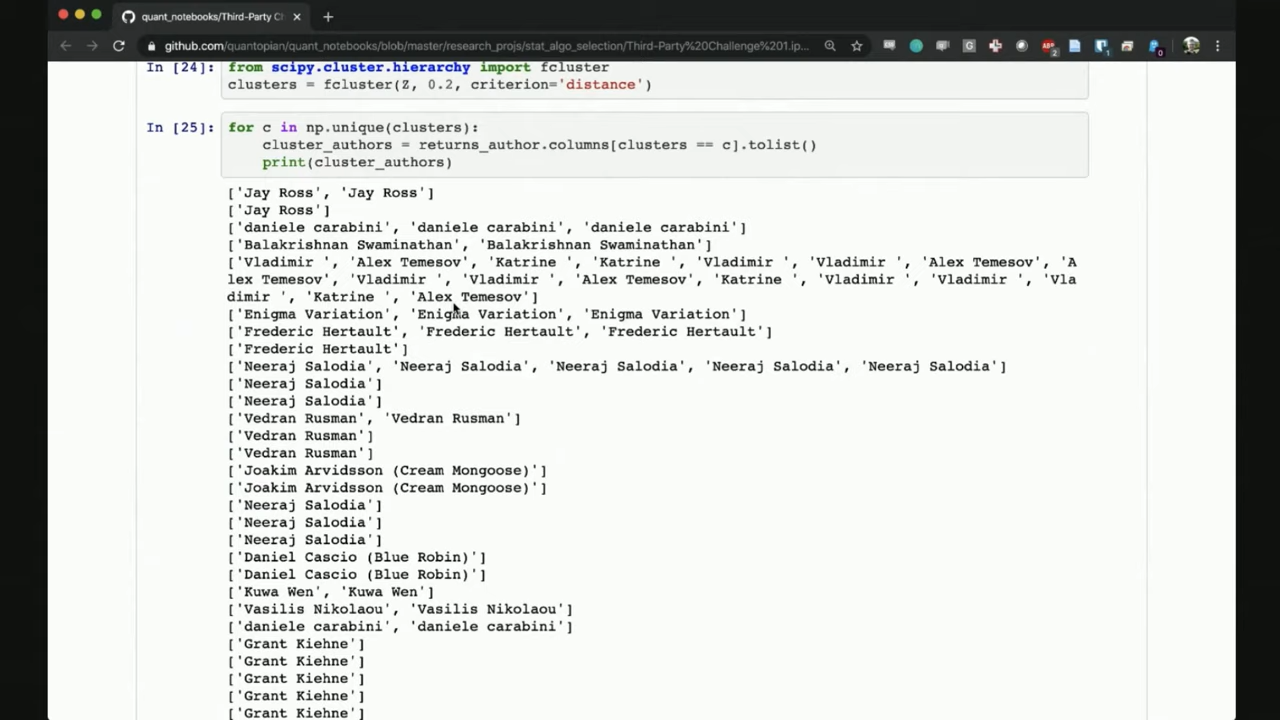 quant_notebooks/Third-Party Ch
github.com/quantopian/quant_notebooks/blob/master/research_projs/stat_algo_selection/Third-Party%20Challenge%201.ip...
In [24]: from scipy.cluster.hierarchy import fcluster
clusters = fcluster(Z, 0.2, criterion='distance')
In [25]: for c in np.unique(clusters):
cluster_authors = returns_author.columns[clusters == c].tolist()
print(cluster_authors)
['Jay Ross', 'Jay Ross']
['Jay Ross']
['daniele carabini', 'daniele carabini', 'daniele carabini']
['Balakrishnan Swaminathan', 'Balakrishnan Swaminathan']
['Vladimir ', 'Alex Temesov', 'Katrine ', 'Katrine ', 'Vladimir ', 'Vladimir ', 'Alex Temesov', 'A
lex Temesov', 'Vladimir ', 'Vladimir ', 'Alex Temesov', 'Katrine ', 'Vladimir ', 'Vladimir ', 'Vla
dimir ', 'Katrine ', 'Alex Temesov']
['Enigma Variation', 'Enigma Variation', 'Enigma Variation']
['Frederic Hertault', 'Frederic Hertault', 'Frederic Hertault']
['Frederic Hertault']
['Neeraj Salodia', 'Neeraj Salodia', 'Neeraj Salodia', 'Neeraj Salodia', 'Neeraj Salodia']
['Neeraj Salodia']
['Neeraj Salodia']
['Vedran Rusman', 'Vedran Rusman']
['Vedran Rusman']
['Vedran Rusman']
['Joakim Arvidsson (Cream Mongoose)']
['Joakim Arvidsson (Cream Mongoose)']
['Neeraj Salodia']
['Neeraj Salodia']
['Neeraj Salodia']
['Daniel Cascio (Blue Robin)']
['Daniel Cascio (Blue Robin)']
['Kuwa Wen', 'Kuwa Wen']
['Vasilis Nikolaou', 'Vasilis Nikolaou']
['daniele carabini', 'daniele carabini']
['Grant Kiehne']
['Grant Kiehne']
['Grant Kiehne']
['Grant Kiehne']
['Grant Kiehne']